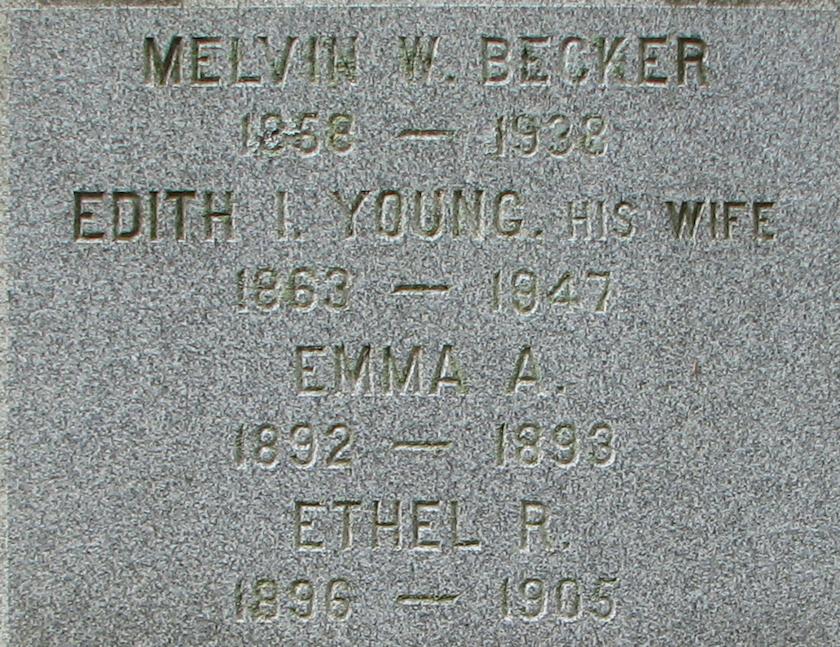 MELVIN W. BECKER
1858 — 1938
EDITH I. YOUNG. HIS WIFE
1863 — 1947
EMMA A.
1892 — 1893
ETHEL R.
1896 — 1905